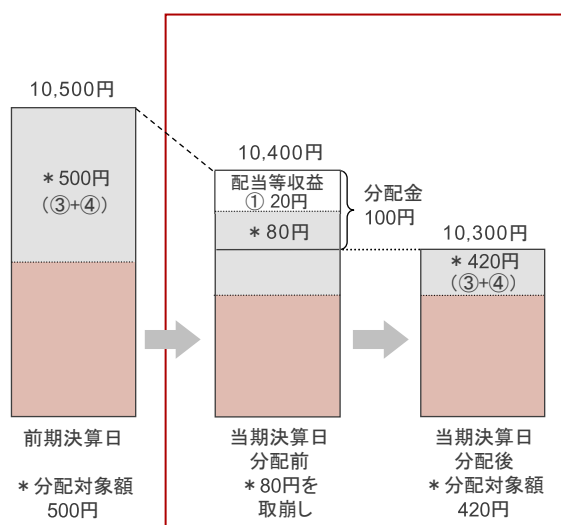 10,500円
＊500円
(③+④)
前期決算日
＊分配対象額
500円
10,400円
配当等収益
① 20円
＊80円
分配金
100円
当期決算日
分配前
＊80円を
取崩し
10,300円
＊420円
(③+④)
当期決算日
分配後
＊分配対象額
420円